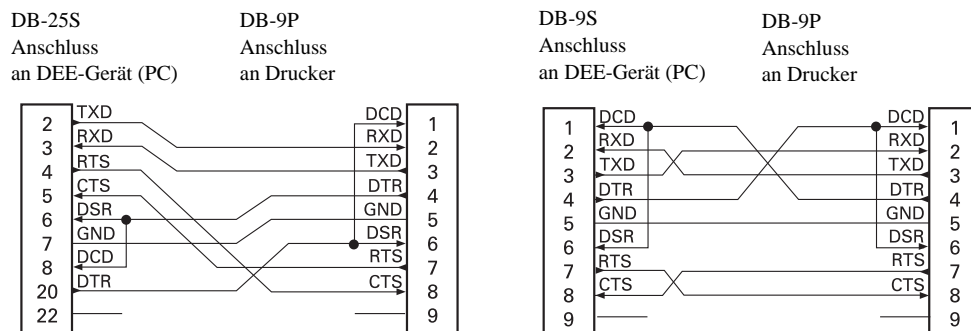 DB-25S
Anschluss
an DEE-Gerät (PC)
DB-9P
Anschluss
an Drucker
2 TXD
3 RXD
4 RTS
5 CTS
6 DSR
7 GND
8 DCD
20 DTR
22
DCD 1
RXD 2
TXD 3
DTR 4
GND 5
DSR 6
RTS 7
CTS 8
9
DB-9S
Anschluss
an DEE-Gerät (PC)
DB-9P
Anschluss
an Drucker
1 DCD
2 RXD
3 TXD
4 DTR
5 GND
6 DSR
7 RTS
8 CTS
9
DCD 1
RXD 2
TXD 3
DTR 4
GND 5
DSR 6
RTS 7
CTS 8
9